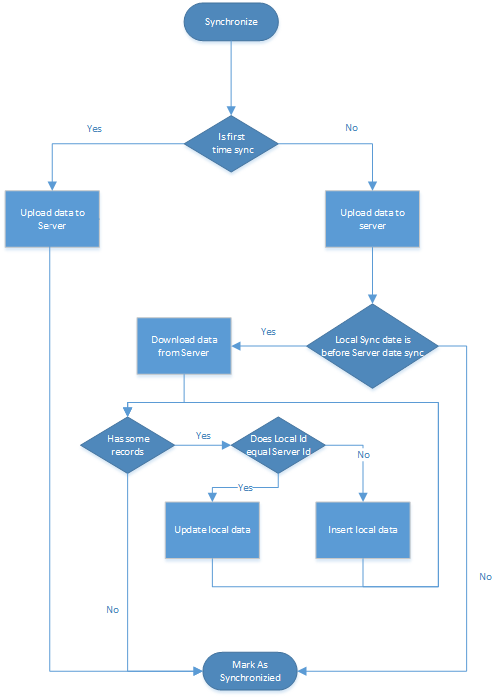 Synchronize
Yes
No
Is first
time sync
Upload data to
Server
Upload data to
server
Yes
Download data
from Server
Local Sync date is
before Server date sync
Has some
records
Yes
Does Local Id
equal Server Id
No
Yes
Update local data
Insert local data
No
No
Mark As
Synchronizied